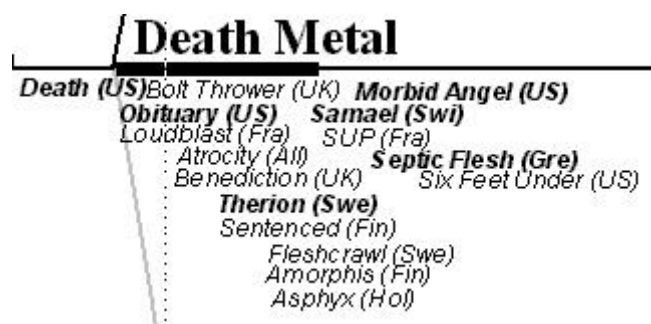 Death Metal
Death (US) Bolt Thrower (UK) Morbid Angel (US)
Obituary (US) Samael (Swi)
Loudblast (Fra) SUP (Fra)
Atrocity (All) Septic Flesh (Gre)
Benediction (UK) Six Feet Under (US)
Therion (Swe)
Sentenced (Fin)
Fleshcrawl (Swe)
Amorphis (Fin)
Asphyx (Hol)